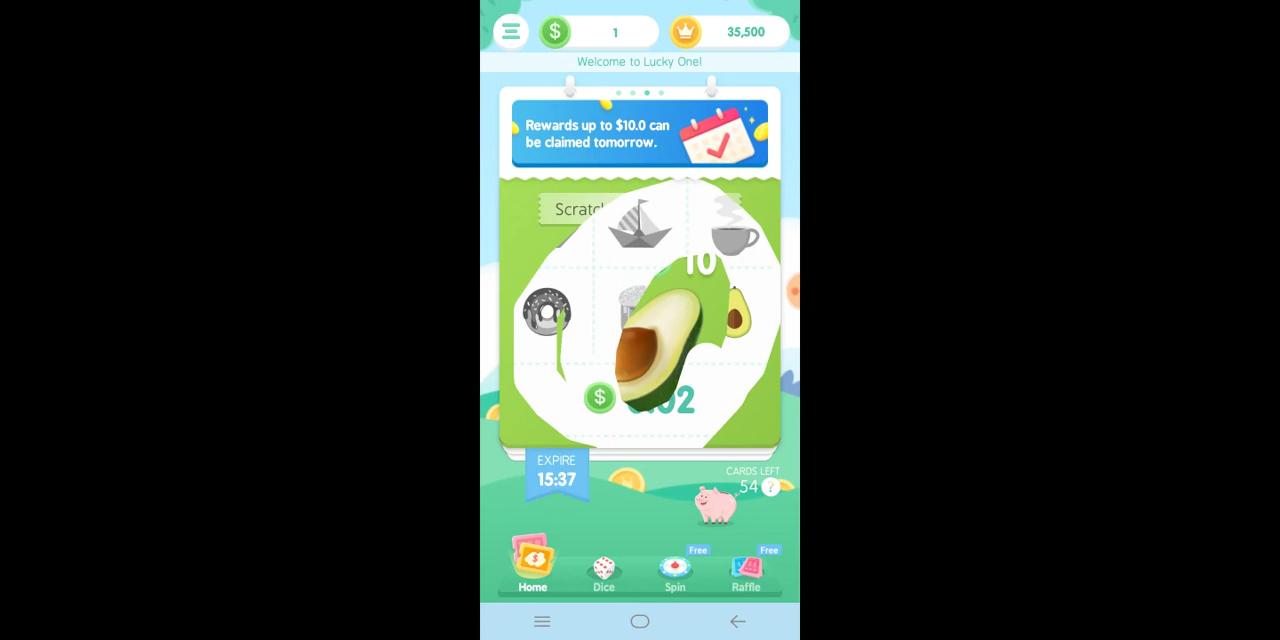 $ 1 35,500
Welcome to Lucky One!
Rewards up to $10.0 can
be claimed tomorrow.
10
$
EXPIRE
15:37
CARDS LEFT
54 ?
Free Free
Home Dice Spin Raffle